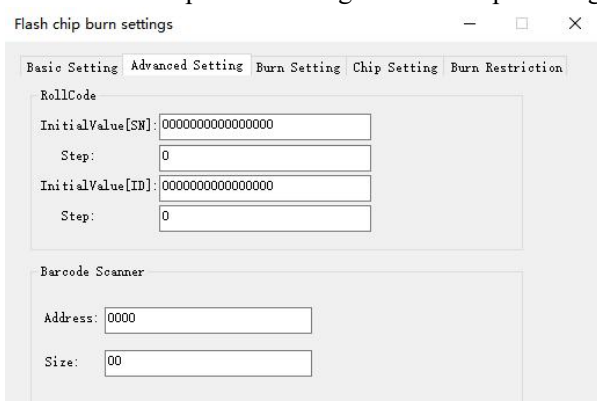 Flash chip burn settings
Basic Setting Advanced Setting Burn Setting Chip Setting Burn Restriction
RollCode
InitialValue[SN]: 0000000000000000
Step: 0
InitialValue[ID]: 0000000000000000
Step: 0
Barcode Scanner
Address: 0000
Size: 00